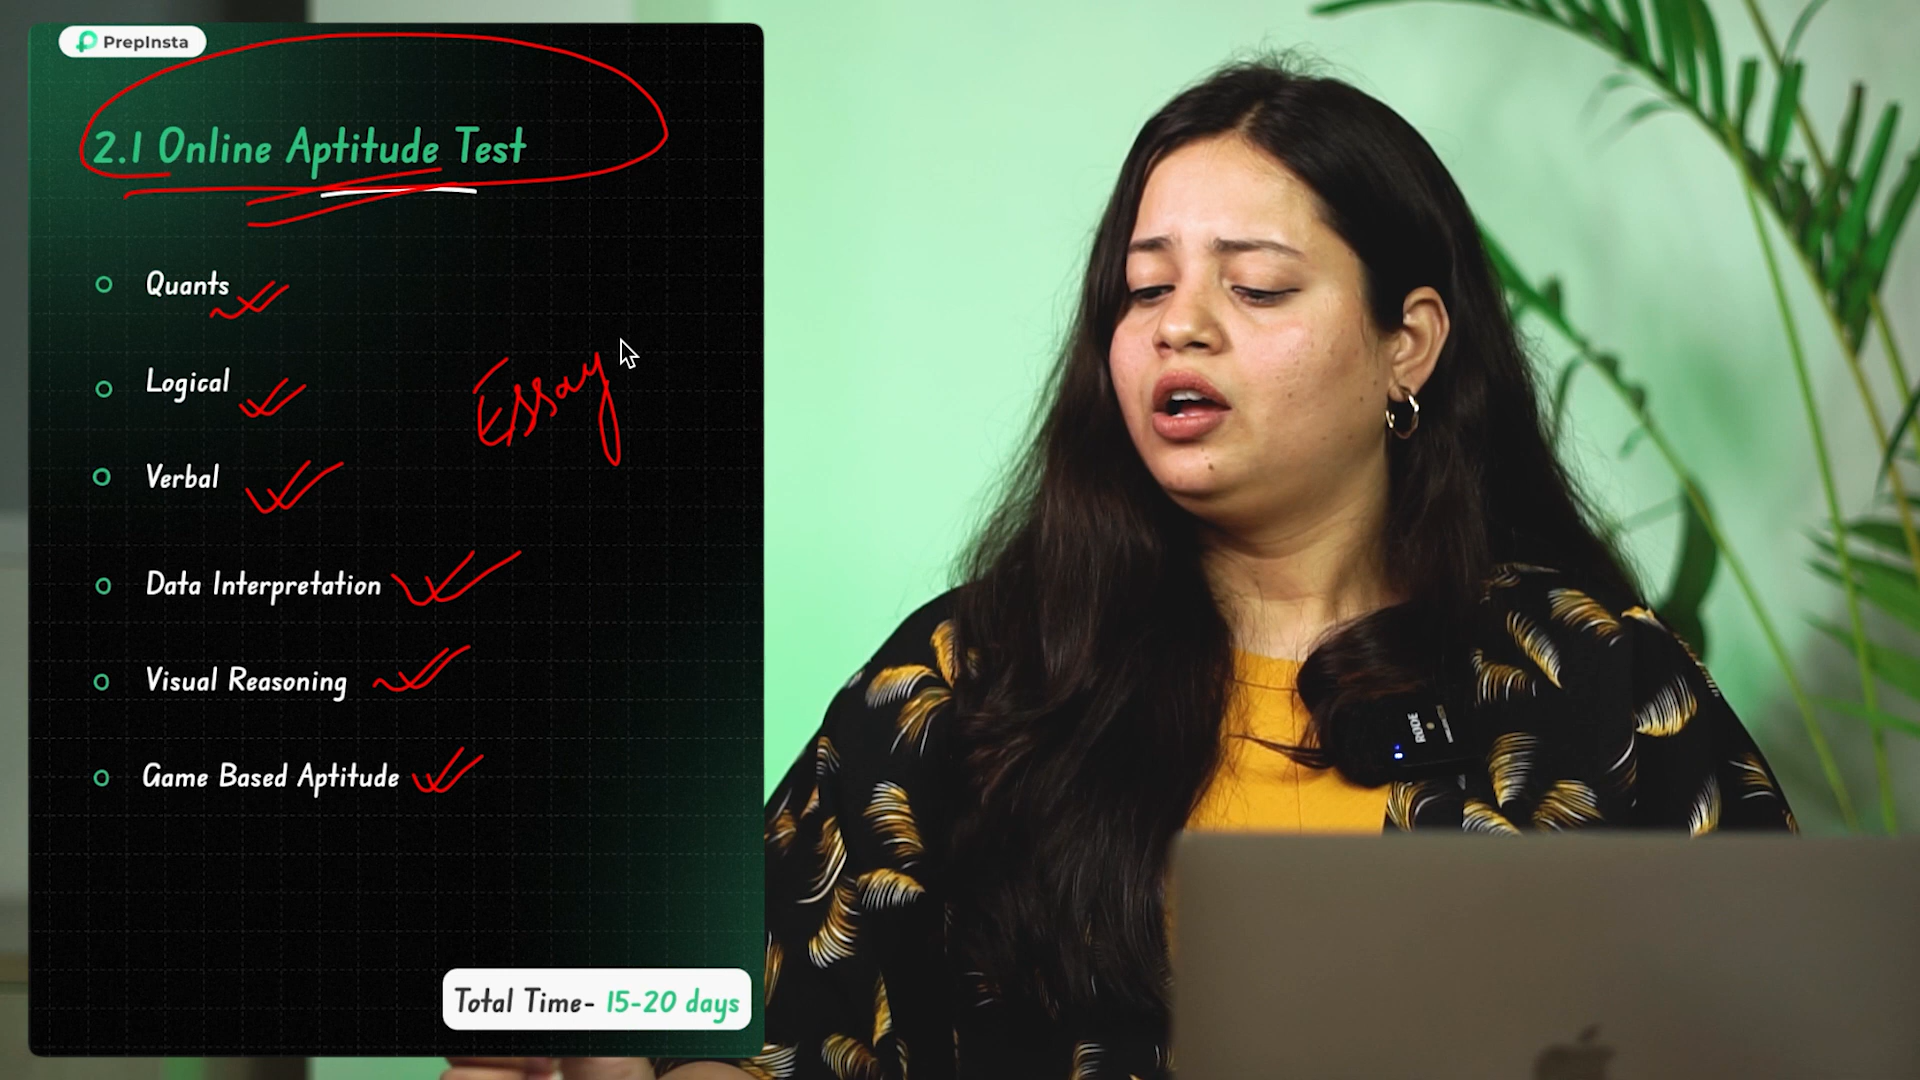 PrepInsta
2.1 Online Aptitude Test
Quants
Logical
Essay
Verbal
Data Interpretation
Visual Reasoning
Game Based Aptitude
Total Time- 15-20 days
RODE